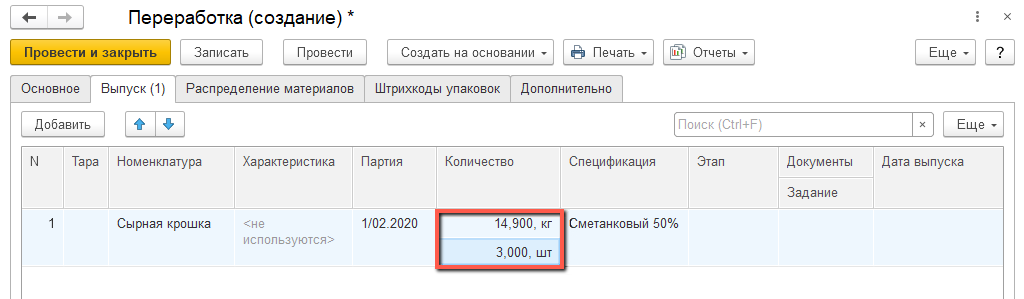 Переработка (создание) *
Провести и закрыть
Записать
Провести
Создать на основании
Печать
Отчеты
Еще
?
Основное
Выпуск (1)
Распределение материалов
Штрихкоды упаковок
Дополнительно
Добавить
Поиск (Ctrl+F)
×
Еще
N
Тара
Номенклатура
Характеристика
Партия
Количество
Спецификация
Этап
Документы
Дата выпуска
Задание
1
Сырная крошка
<не
используются>
1/02.2020
14,900, кг
Сметанковый 50%
3,000, шт